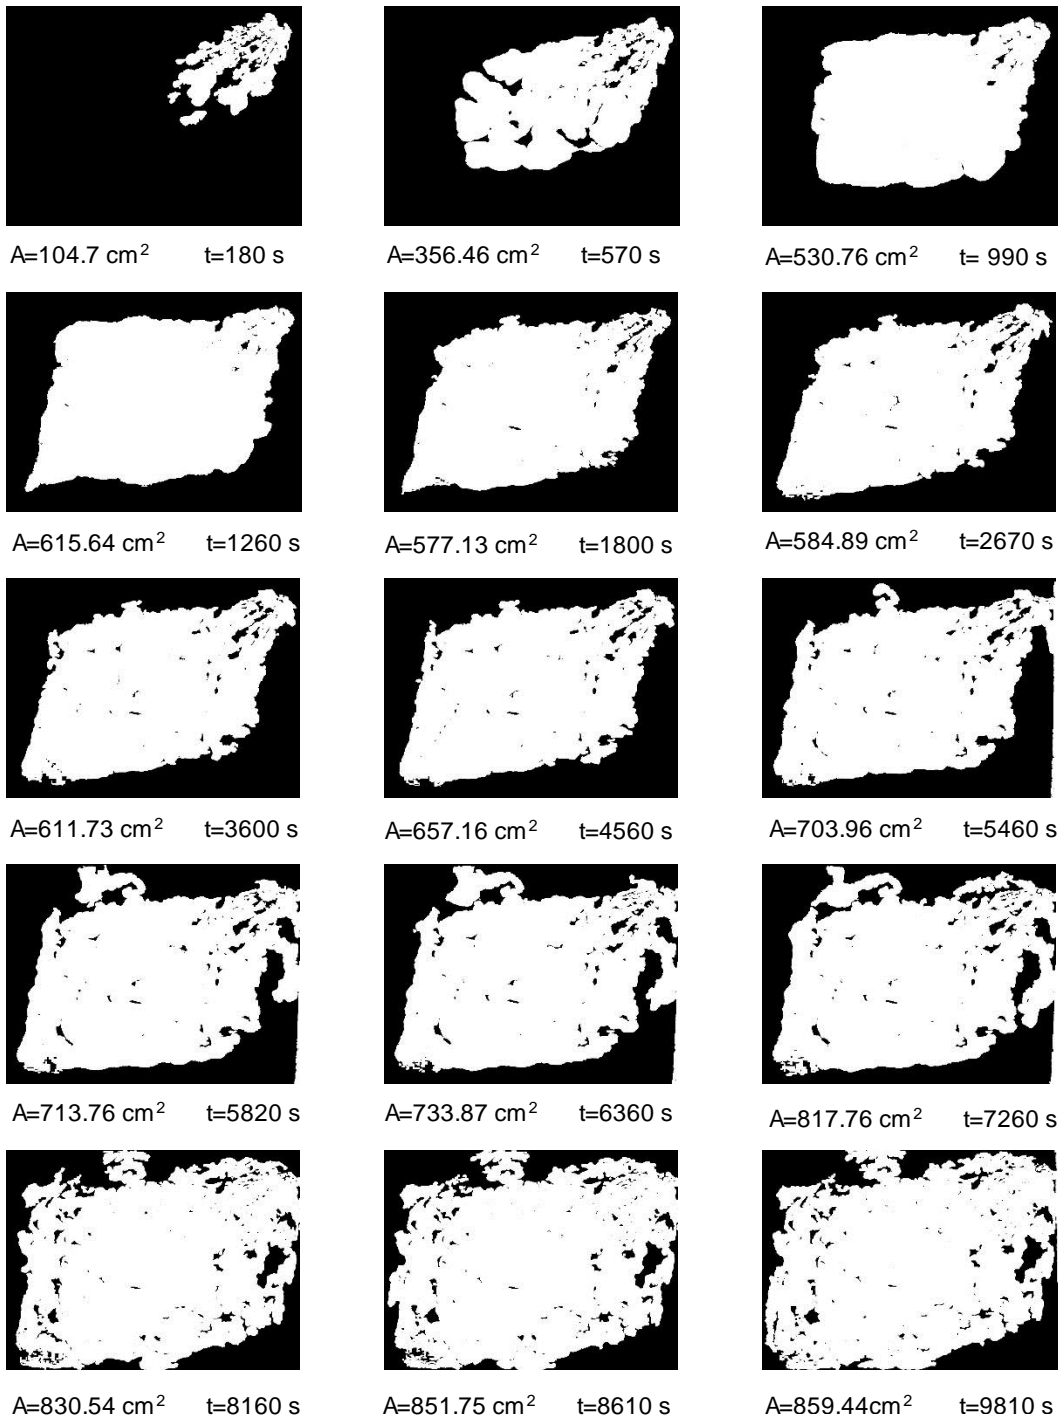 A=104.7 cm² t=180 s
A=356.46 cm² t=570 s
A=530.76 cm² t= 990 s
A=615.64 cm² t=1260 s
A=577.13 cm² t=1800 s
A=584.89 cm² t=2670 s
A=611.73 cm² t=3600 s
A=657.16 cm² t=4560 s
A=703.96 cm² t=5460 s
A=713.76 cm² t=5820 s
A=733.87 cm² t=6360 s
A=817.76 cm² t=7260 s
A=830.54 cm² t=8160 s
A=851.75 cm² t=8610 s
A=859.44cm² t=9810 s